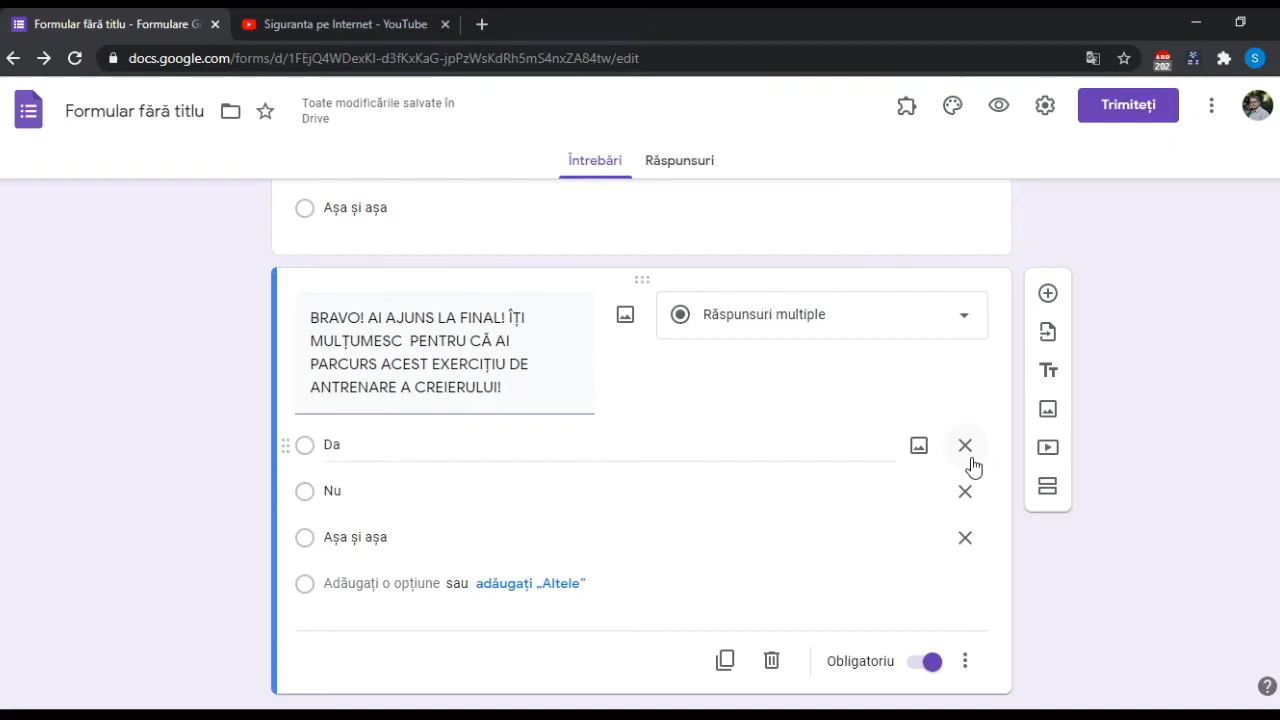 Formular fără titlu - Formulare G
Siguranta pe Internet - YouTube
docs.google.com/forms/d/1FEjQ4WDexKI-d3fKxKaG-jpPzWsKdRh5mS4nxZA84tw/edit
202
S
Formular fără titlu
Toate modificările salvate în
Drive
Trimiteți
Întrebări
Răspunsuri
Așa și așa
BRAVO! AI AJUNS LA FINAL! ÎȚI
MULȚUMESC PENTRU CĂ AI
PARCURS ACEST EXERCIȚIU DE
ANTRENARE A CREIERULUI!
Răspunsuri multiple
Da
Nu
Așa și așa
Adăugați o opțiune sau adăugați „Altele”
Obligatoriu